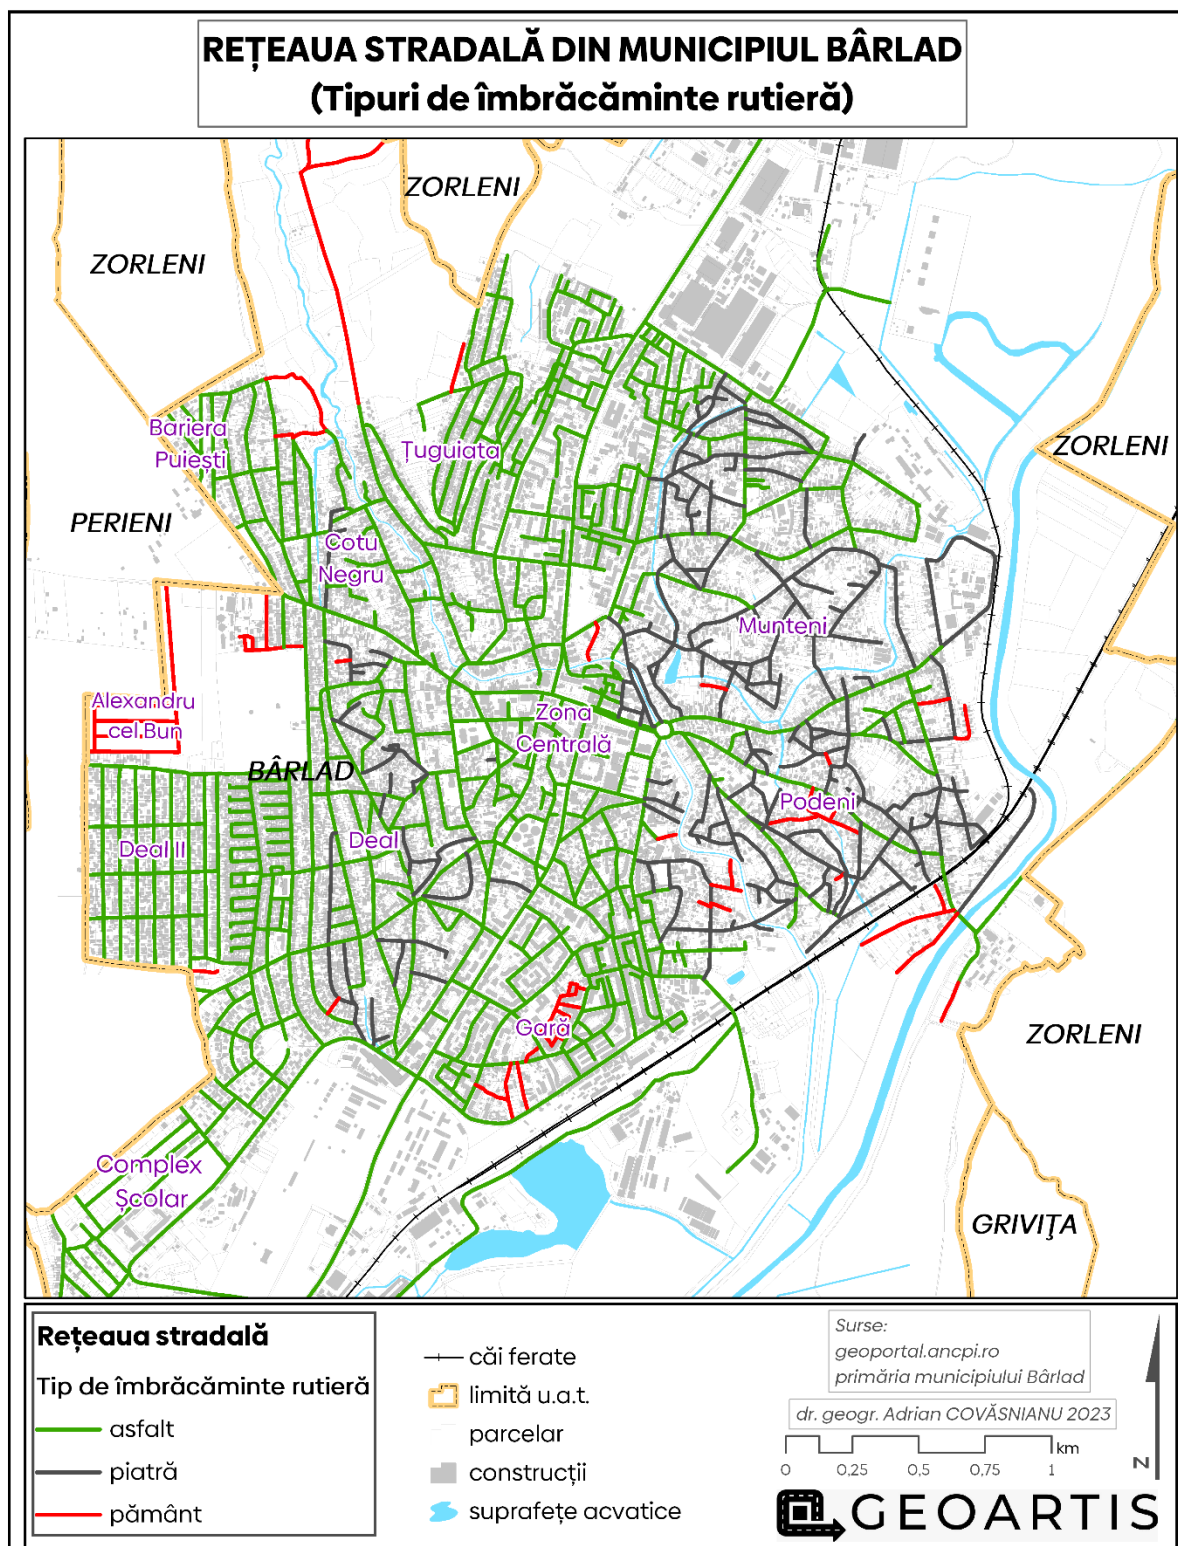 REȚEAUA STRADALĂ DIN MUNICIPIUL BÂRLAD
(Tipuri de îmbrăcăminte rutieră)
ZORLENI
ZORLENI
Bariera
Puiești
Țuguiata
ZORLENI
PERIENI
Cotu
Negru
Munteni
Alexandru
cel Bun
Zona
Centrală
BÂRLAD
Podeni
Deal II
Deal
Gară
ZORLENI
Complex
Școlar
GRIVIȚA
Rețeaua stradală
Tip de îmbrăcăminte rutieră
asfalt
piatră
pământ
căi ferate
limită u.a.t.
parcelar
construcții
suprafețe acvatice
Surse:
geoportal.ancpi.ro
primăria municipiului Bârlad
dr. geogr. Adrian COVĂSNIANU 2023
km
0 0,25 0,5 0,75 1
N
GEOARTIS